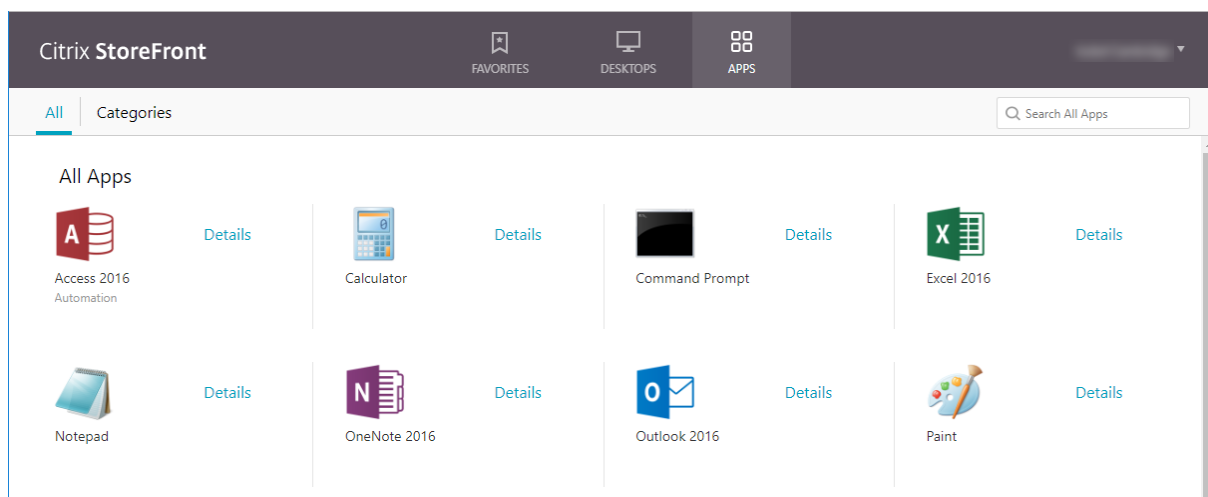 Citrix StoreFront
FAVORITES
DESKTOPS
APPS
All
Categories
Search All Apps
All Apps
Details
Details
Details
Details
Access 2016
Calculator
Command Prompt
Excel 2016
Automation
Details
Details
Details
Details
Notepad
OneNote 2016
Outlook 2016
Paint